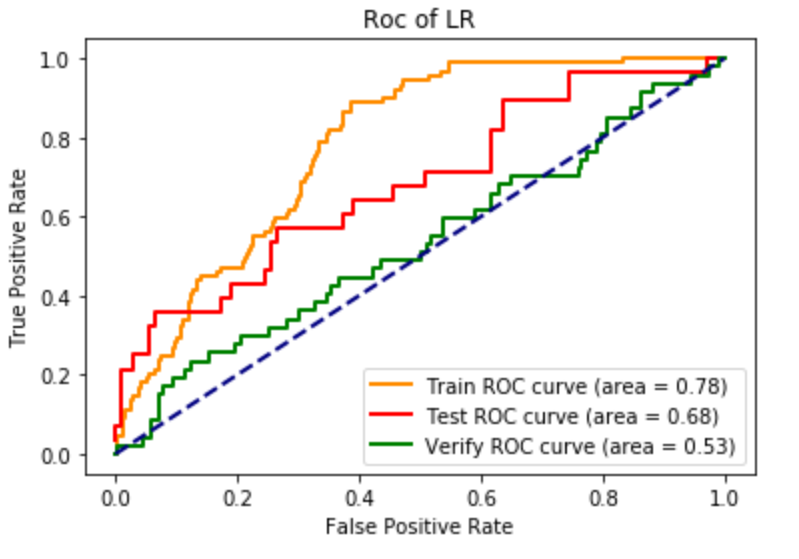 Roc of LR
1.0
0.8
0.6
0.4
0.2
0.0
True Positive Rate
Train ROC curve (area = 0.78)
Test ROC curve (area = 0.68)
Verify ROC curve (area = 0.53)
0.0 0.2 0.4 0.6 0.8 1.0
False Positive Rate